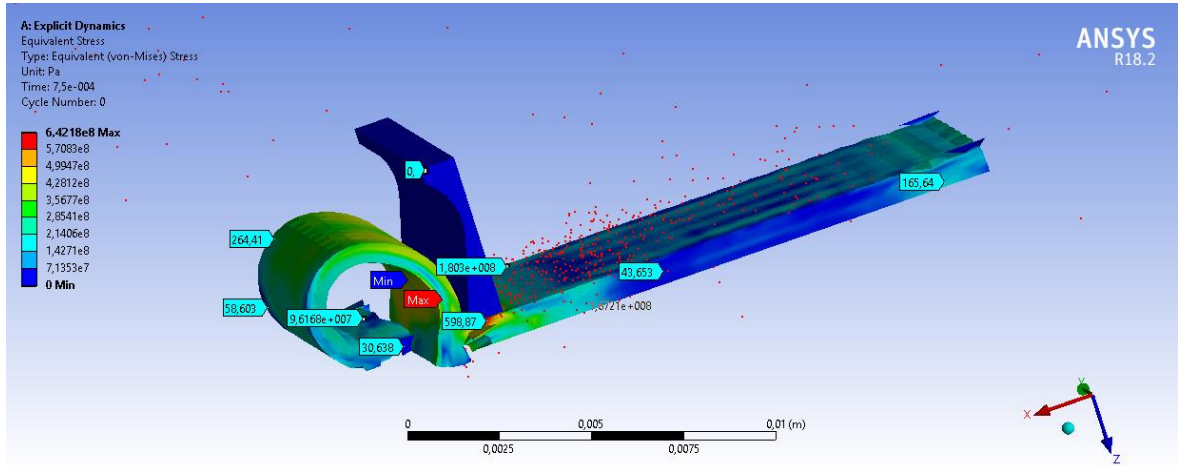 A: Explicit Dynamics
Equivalent Stress
Type: Equivalent (von-Mises) Stress
Unit: Pa
Time: 7,5e-004
Cycle Number: 0
6,4218e8 Max
5,7083e8
4,9947e8
4,2812e8
3,5677e8
2,8541e8
2,1406e8
1,4271e8
7,1353e7
0 Min
ANSYS
R18.2
0,
165,64
264,41
1,803e+008
43,653
Min
Max
58,603
9,6168e+007
598,87
30,638
0
0,005
0,01 (m)
0,0025
0,0075
X
Y
Z